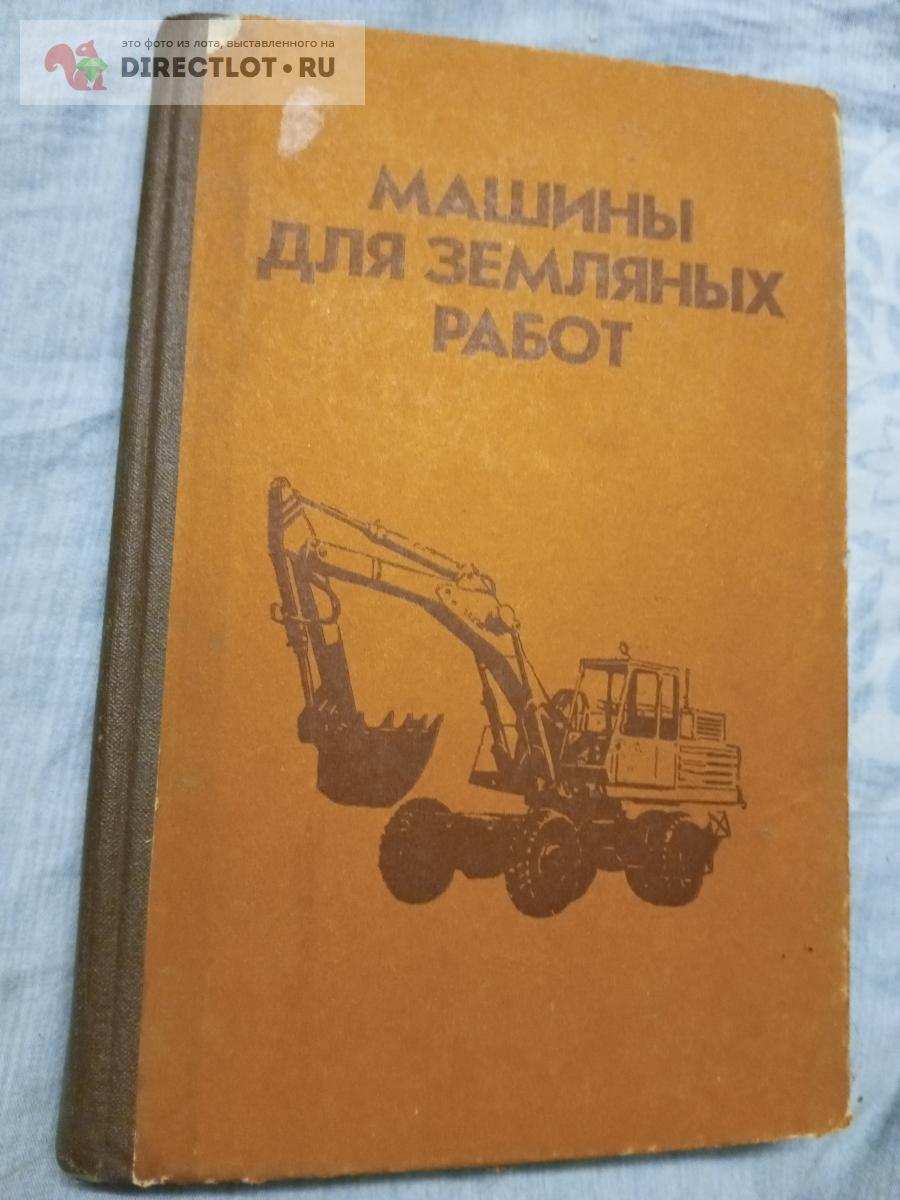 это фото из лота, выставленного на
DIRECTLOT•RU
МАШИНЫ
ДЛЯ ЗЕМЛЯНЫХ
РАБОТ